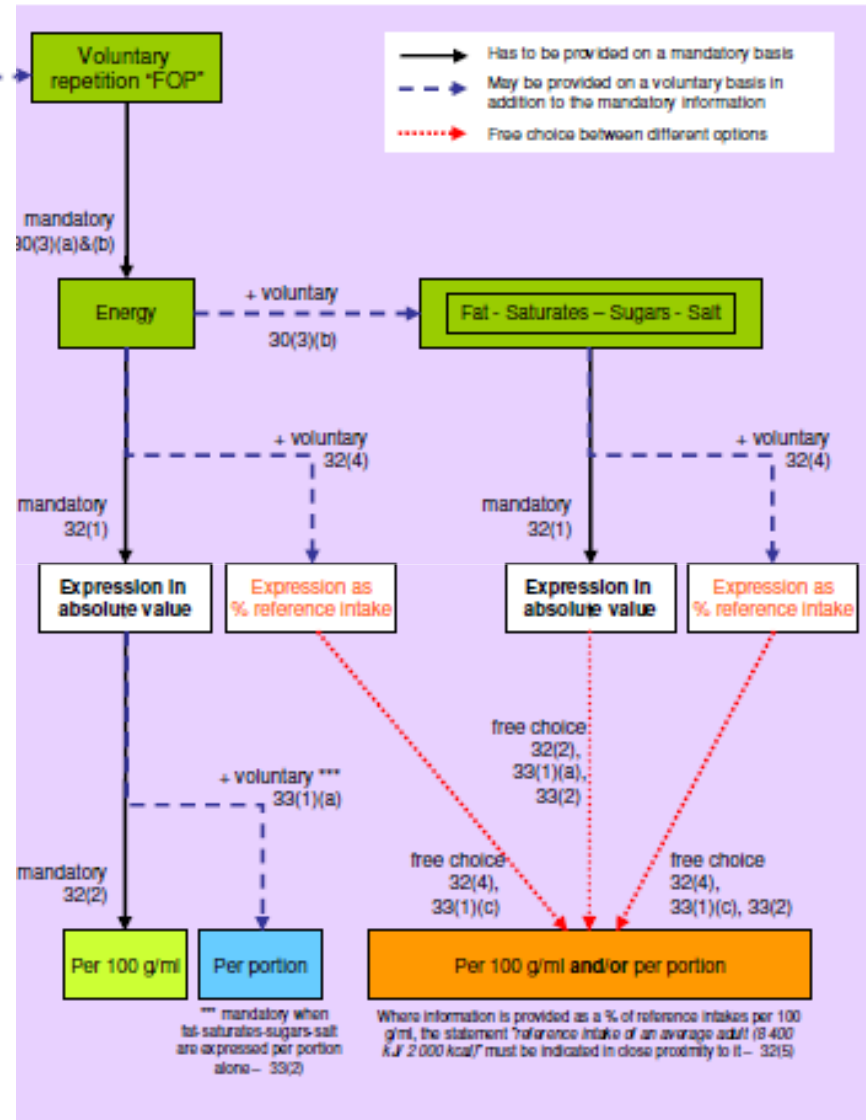 Voluntary
repetition "FOP"
Has to be provided on a mandatory basis
May be provided on a voluntary basis in
addition to the mandatory information
Free choice between different options
mandatory
30(3)(a)&(b)
Energy
+ voluntary
30(3)(b)
Fat - Saturates – Sugars - Salt
+ voluntary
32(4)
mandatory
32(1)
+ voluntary
32(4)
mandatory
32(1)
Expression in
absolute value
Expression as
% reference intake
Expression in
absolute value
Expression as
% reference intake
free choice
32(2),
33(1)(a),
33(2)
+ voluntary ***
33(1)(a)
mandatory
32(2)
free choice
32(4),
33(1)(c)
free choice
32(4),
33(1)(c), 33(2)
Per 100 g/ml
Per portion
Per 100 g/ml and/or per portion
*** mandatory when
fat-saturates-sugars-salt
are expressed per portion
alone – 33(2)
Where information is provided as a % of reference intakes per 100
g/ml, the statement "reference intake of an average adult (8 400
kJ/ 2 000 kcal)" must be indicated in close proximity to it – 32(5)